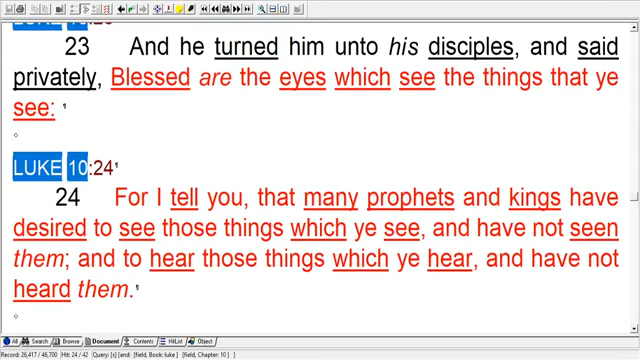 23 And he turned him unto his disciples, and said
privately, Blessed are the eyes which see the things that ye
see: ¶
LUKE 10:24¶
24 For I tell you, that many prophets and kings have
desired to see those things which ye see, and have not seen
them; and to hear those things which ye hear, and have not
heard them. ¶
All Search Browse Document Contents HitList Object
Record: 26,417 / 46,700 Hit: 24 / 42 Query: [s] [and: [field, Book: luke] [field, Chapter: 10] ]